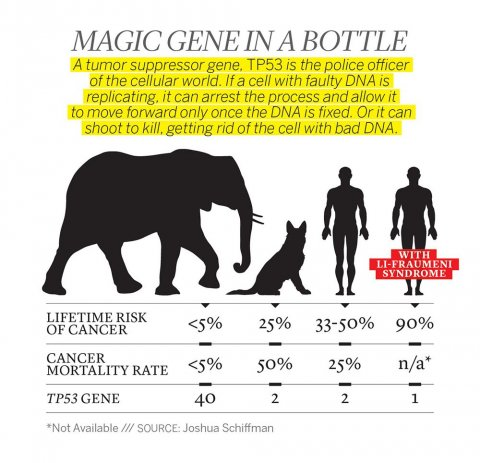 MAGIC GENE IN A BOTTLE
A tumor suppressor gene, TP53 is the police officer
of the cellular world. If a cell with faulty DNA is
replicating, it can arrest the process and allow it
to move forward only once the DNA is fixed. Or it can
shoot to kill, getting rid of the cell with bad DNA.
WITH
LI-FRAUMENI
SYNDROME
LIFETIME RISK
OF CANCER <5% 25% 33-50% 90%
CANCER
MORTALITY RATE <5% 50% 25% n/a*
TP53 GENE 40 2 2 1
*Not Available /// SOURCE: Joshua Schiffman